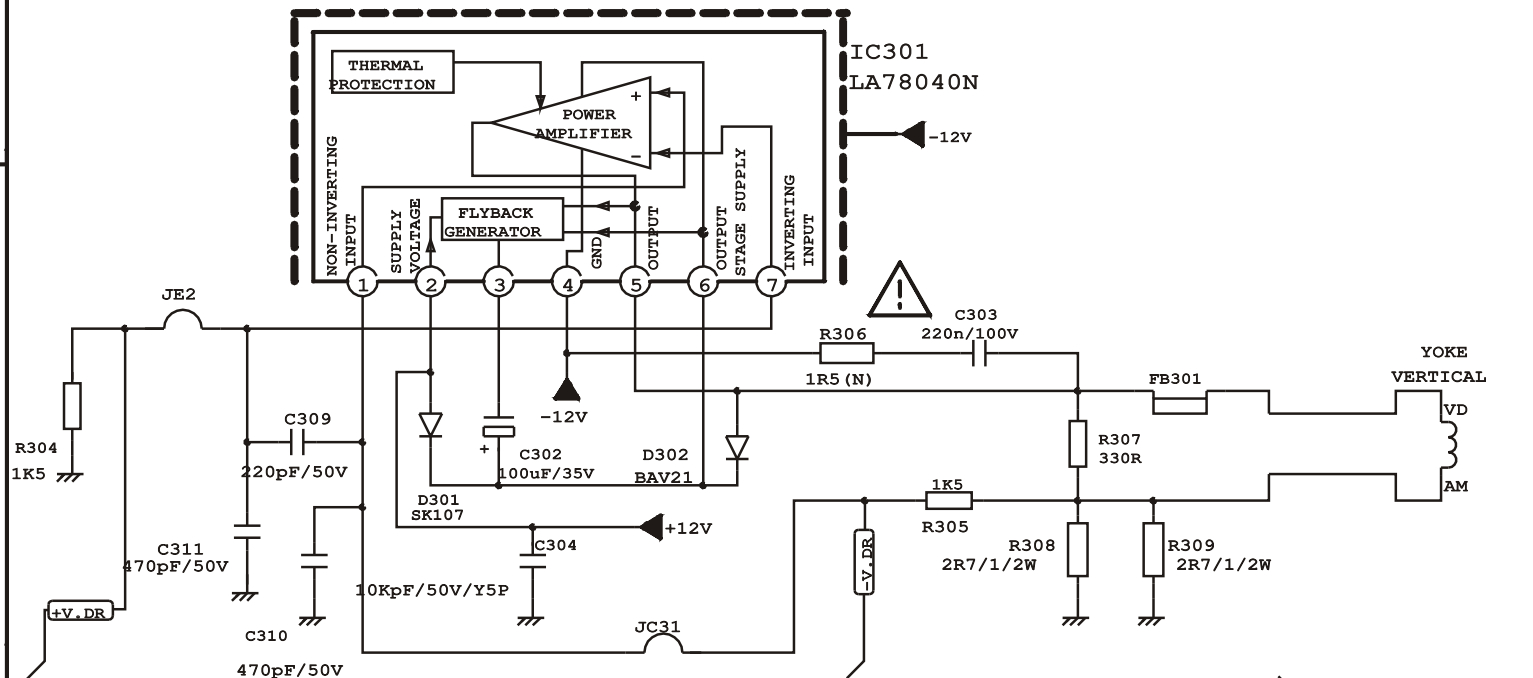 IC301
LA78040N
THERMAL
PROTECTION
POWER
AMPLIFIER
+
−
-12V
NON-INVERTING
INPUT
SUPPLY
VOLTAGE
FLYBACK
GENERATOR
GND
OUTPUT
OUTPUT
STAGE SUPPLY
INVERTING
INPUT
1
2
3
4
5
6
7
JE2
R304
1K5
C309
220pF/50V
C311
470pF/50V
+V.DR
C310
470pF/50V
D301
SK107
+
C302
100uF/35V
-12V
D302
BAV21
+12V
C304
10KpF/50V/Y5P
JC31
R306
1R5(N)
!
C303
220n/100V
FB301
YOKE
VERTICAL
VD
AM
R307
330R
1K5
R305
-V.DR
R308
2R7/1/2W
R309
2R7/1/2W